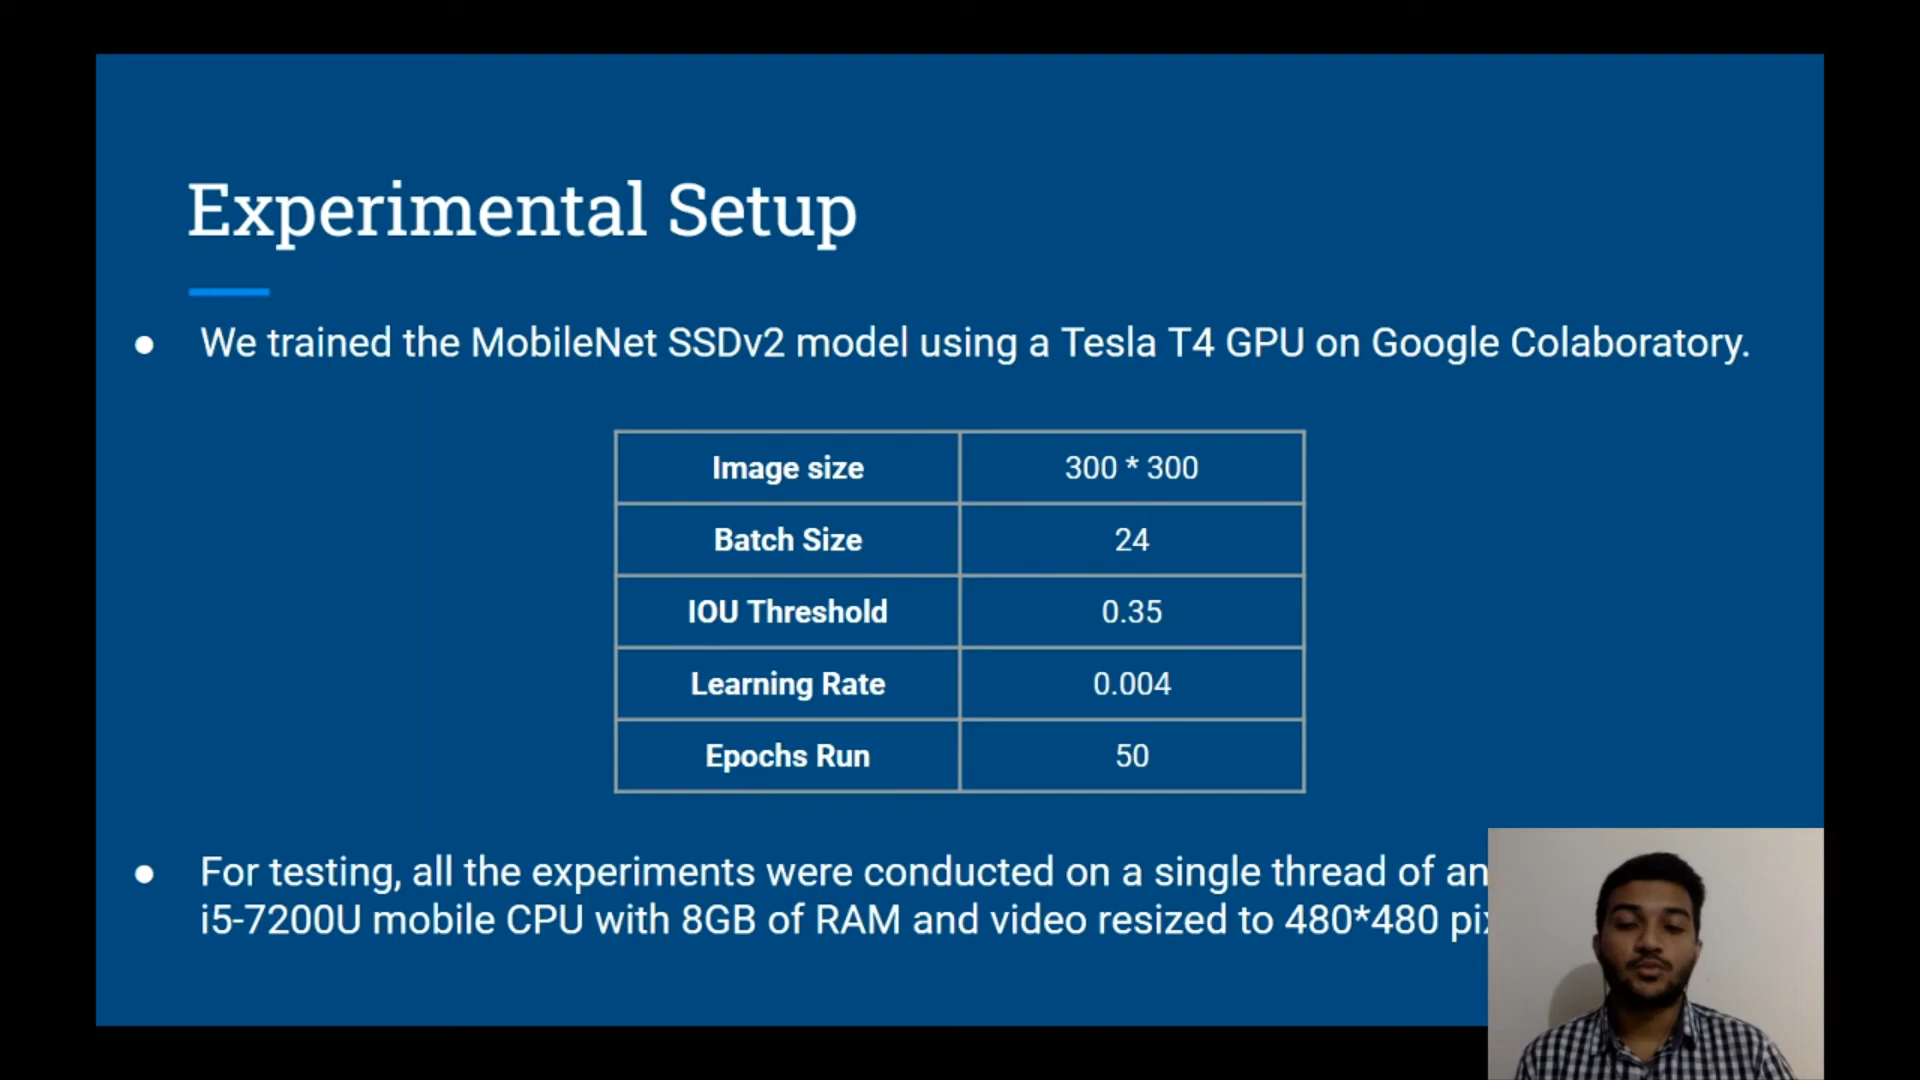 Experimental Setup
● We trained the MobileNet SSDv2 model using a Tesla T4 GPU on Google Colaboratory.
Image size 300 * 300
Batch Size 24
IOU Threshold 0.35
Learning Rate 0.004
Epochs Run 50
● For testing, all the experiments were conducted on a single thread of an
i5-7200U mobile CPU with 8GB of RAM and video resized to 480*480